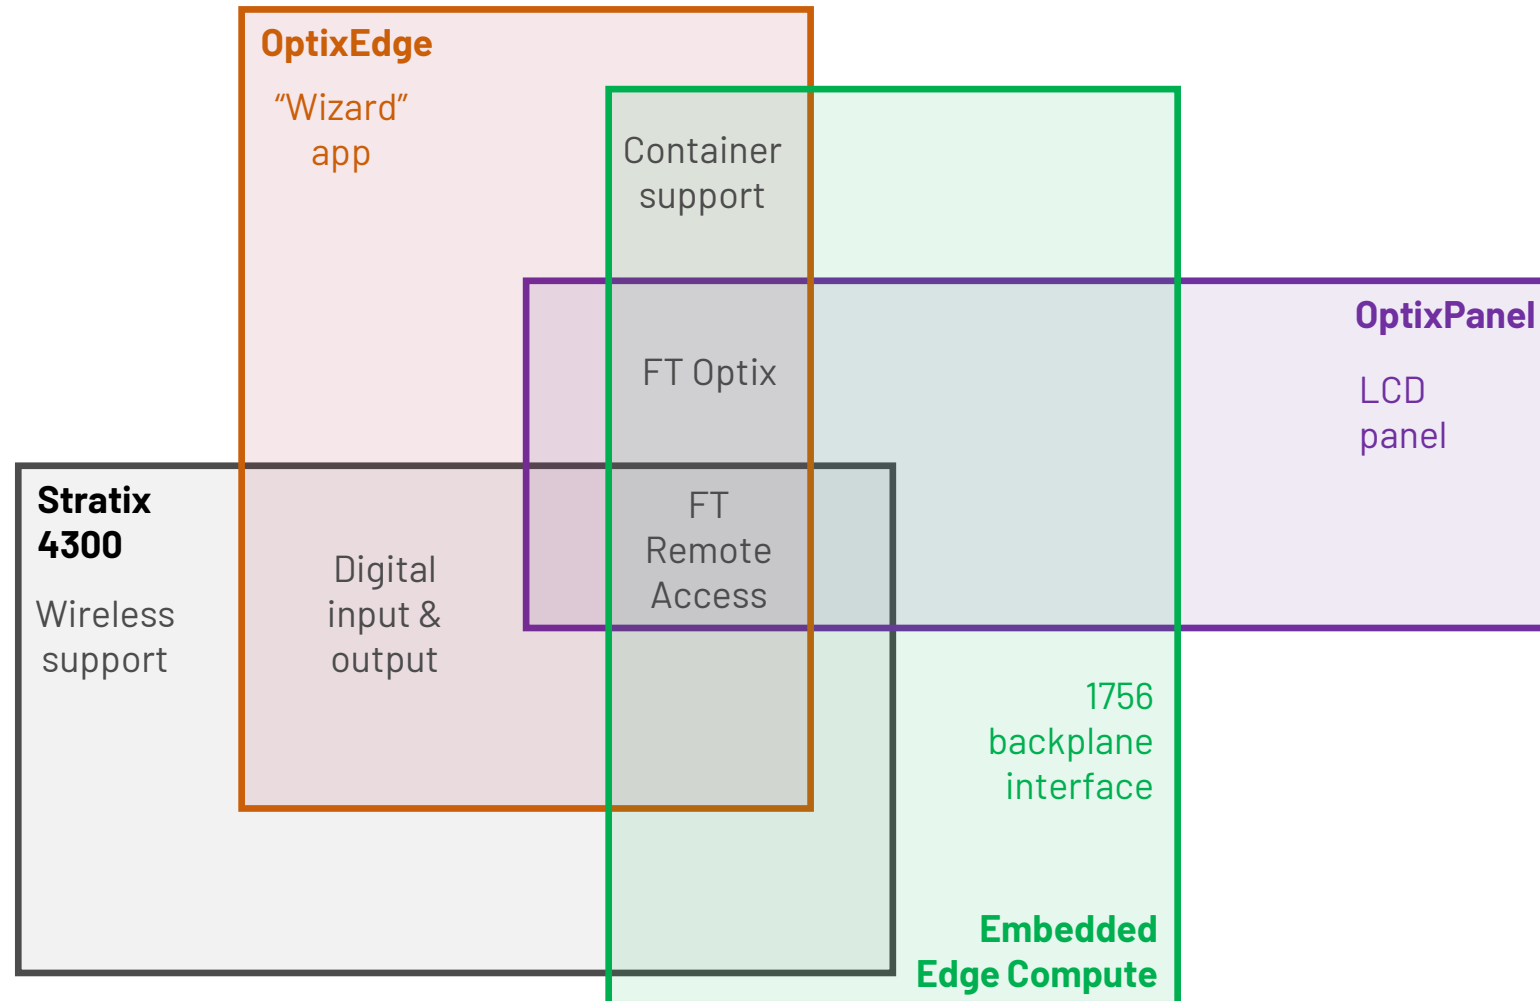 OptixEdge
“Wizard”
app
Container
support
OptixPanel
LCD
panel
FT Optix
Stratix
4300
Wireless
support
Digital
input &
output
FT
Remote
Access
1756
backplane
interface
Embedded
Edge Compute